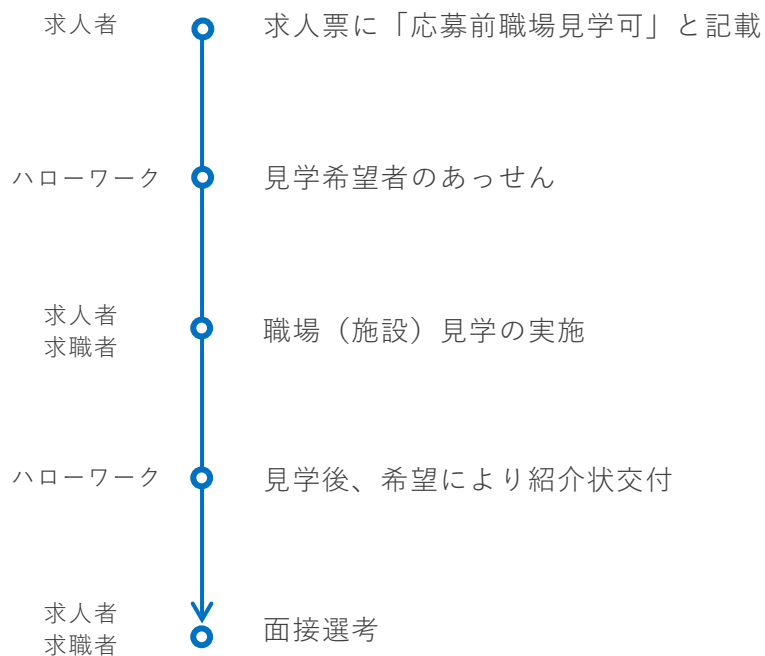 求人者
求人票に「応募前職場見学可」と記載
ハローワーク
見学希望者のあっせん
求人者
求職者
職場（施設）見学の実施
ハローワーク
見学後、希望により紹介状交付
求人者
求職者
面接選考